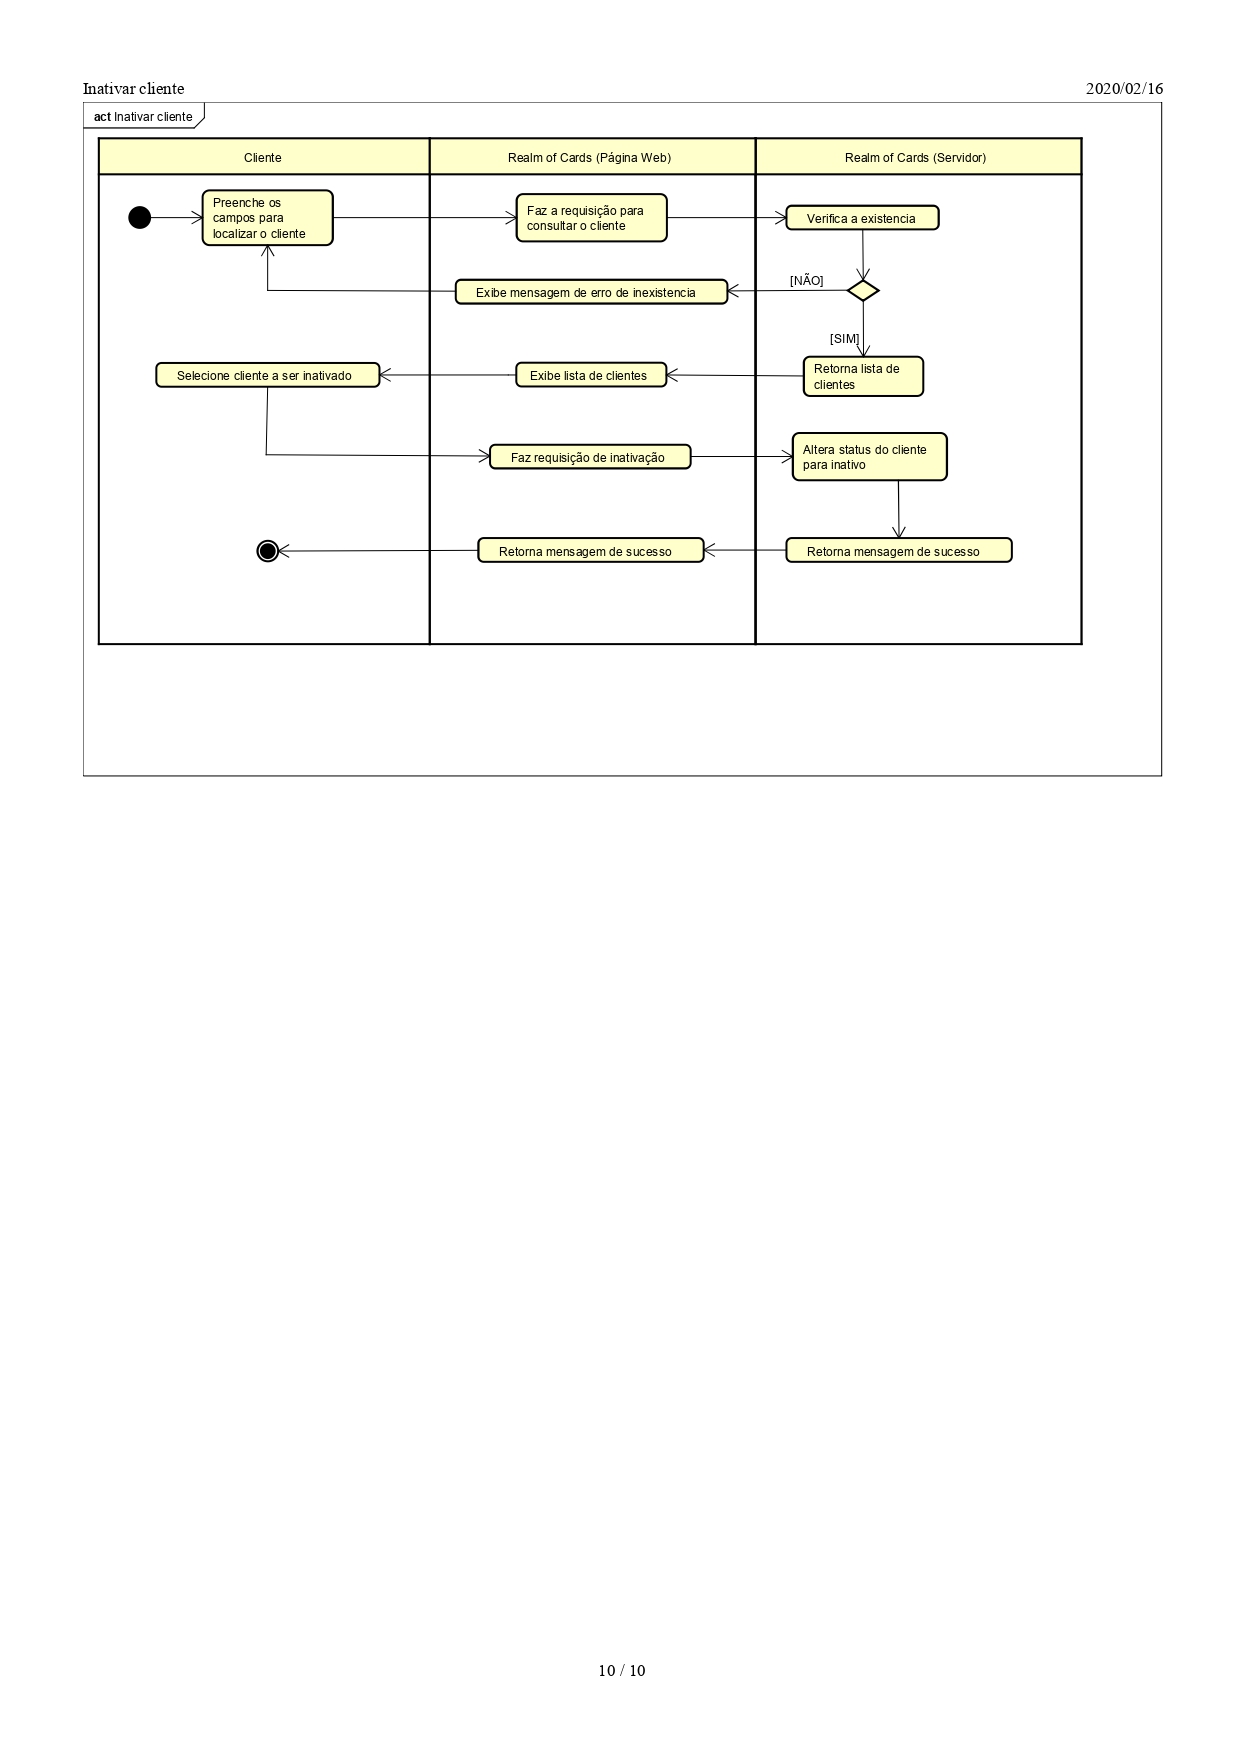 Inativar cliente
2020/02/16
act Inativar cliente
Cliente
Realm of Cards (Página Web)
Realm of Cards (Servidor)
Preenche os
campos para
localizar o cliente
Faz a requisição para
consultar o cliente
Verifica a existencia
[NÃO]
Exibe mensagem de erro de inexistencia
[SIM]
Retorna lista de
clientes
Exibe lista de clientes
Selecione cliente a ser inativado
Faz requisição de inativação
Altera status do cliente
para inativo
Retorna mensagem de sucesso
Retorna mensagem de sucesso
10 / 10